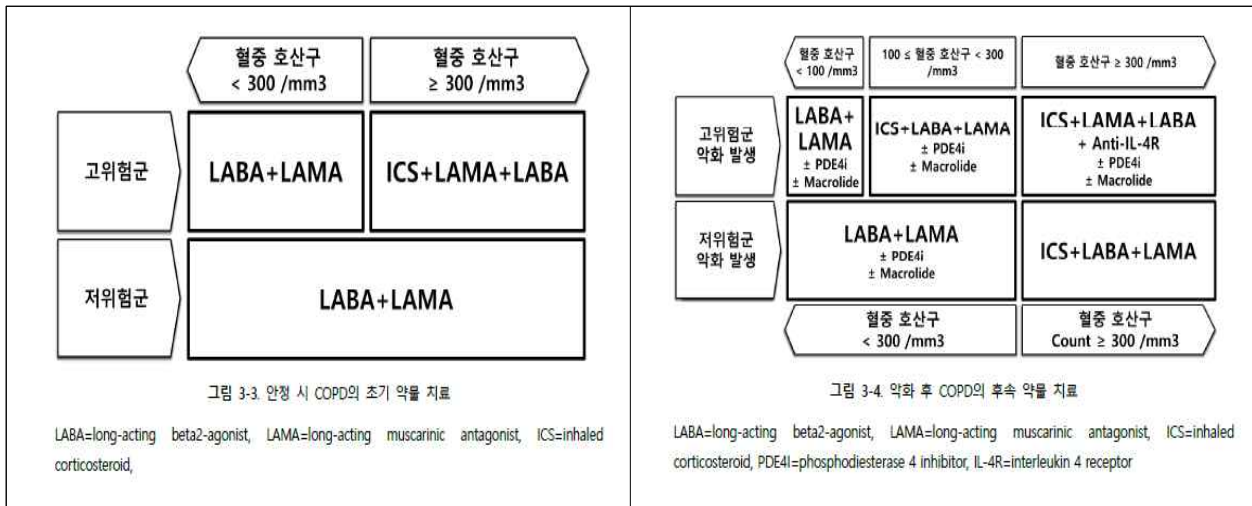 혈중 호산구
< 300 /mm3
혈중 호산구
≥ 300 /mm3
고위험군
LABA+LAMA
ICS+LAMA+LABA
저위험군
LABA+LAMA
그림 3-3. 안정 시 COPD의 초기 약물 치료
LABA=long-acting beta2-agonist, LAMA=long-acting muscarinic antagonist, ICS=inhaled
corticosteroid,
혈중 호산구
< 100 /mm3
100 ≤ 혈중 호산구 < 300
/mm3
혈중 호산구 ≥ 300 /mm3
고위험군
악화 발생
LABA+
LAMA
± PDE4i
± Macrolide
ICS+LABA+LAMA
± PDE4i
± Macrolide
ICS+LAMA+LABA
+ Anti-IL-4R
± PDE4i
± Macrolide
저위험군
악화 발생
LABA+LAMA
± PDE4i
± Macrolide
ICS+LABA+LAMA
혈중 호산구
< 300 /mm3
혈중 호산구
Count ≥ 300 /mm3
그림 3-4. 악화 후 COPD의 후속 약물 치료
LABA=long-acting beta2-agonist, LAMA=long-acting muscarinic antagonist, ICS=inhaled
corticosteroid, PDE4I=phosphodiesterase 4 inhibitor, IL-4R=interleukin 4 receptor